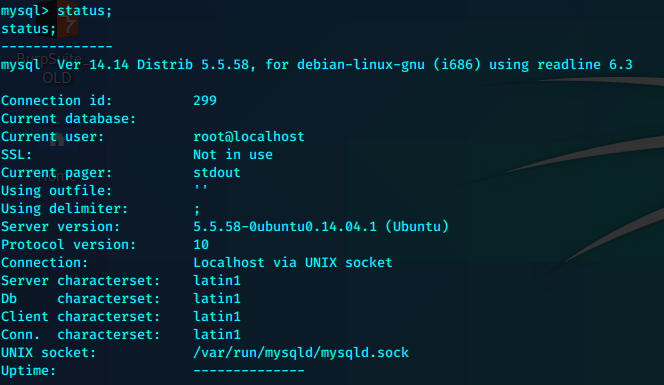 mysql> status;
status;
--------------
mysql  Ver 14.14 Distrib 5.5.58, for debian-linux-gnu (i686) using readline 6.3

Connection id:          299
Current database:
Current user:           root@localhost
SSL:                    Not in use
Current pager:          stdout
Using outfile:          ''
Using delimiter:        ;
Server version:         5.5.58-0ubuntu0.14.04.1 (Ubuntu)
Protocol version:       10
Connection:             Localhost via UNIX socket
Server characterset:    latin1
Db     characterset:    latin1
Client characterset:    latin1
Conn.  characterset:    latin1
UNIX socket:            /var/run/mysqld/mysqld.sock
Uptime:                 --------------
OLD